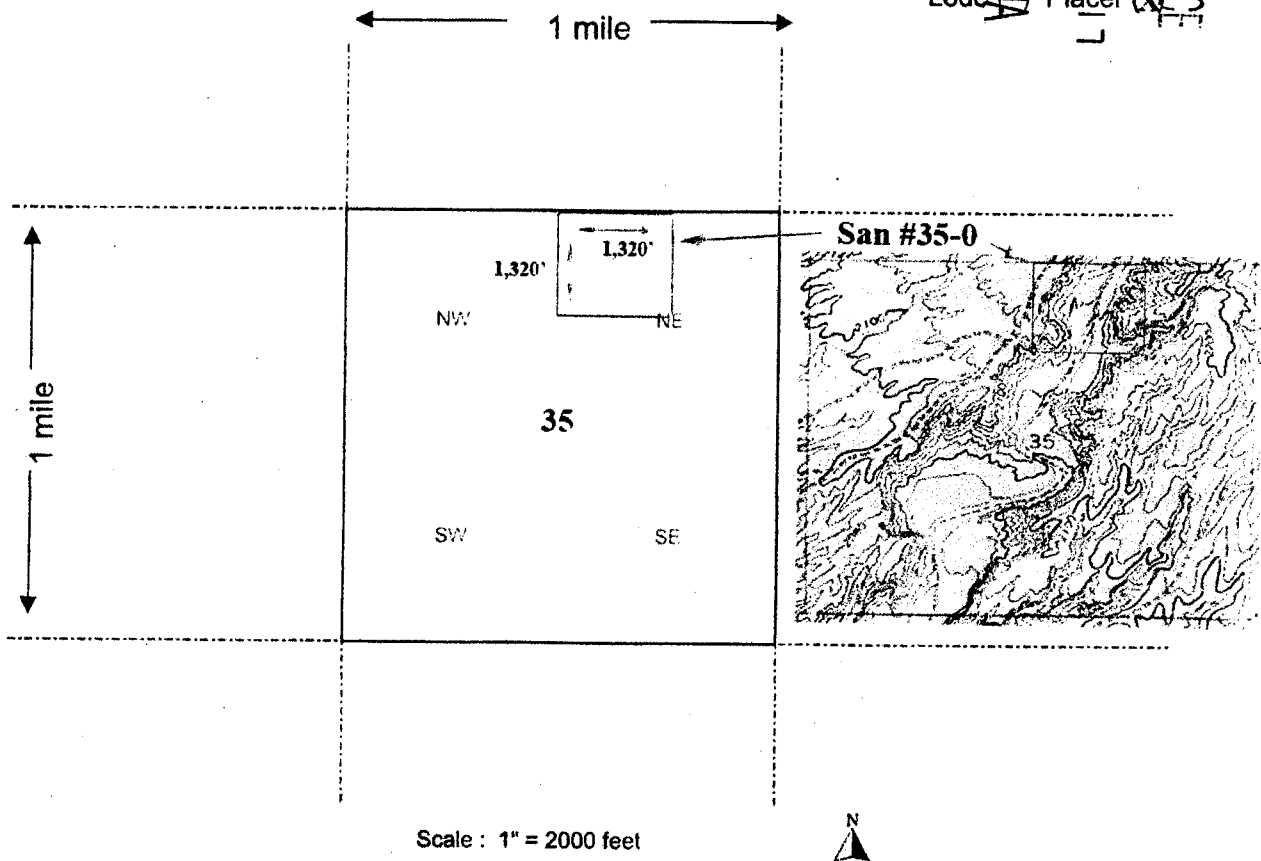 Placer
1 mile
1 mile
San #35-0
1,320'
1,320'
NW
NE
35
35
SW
SE
Scale : 1" = 2000 feet
N